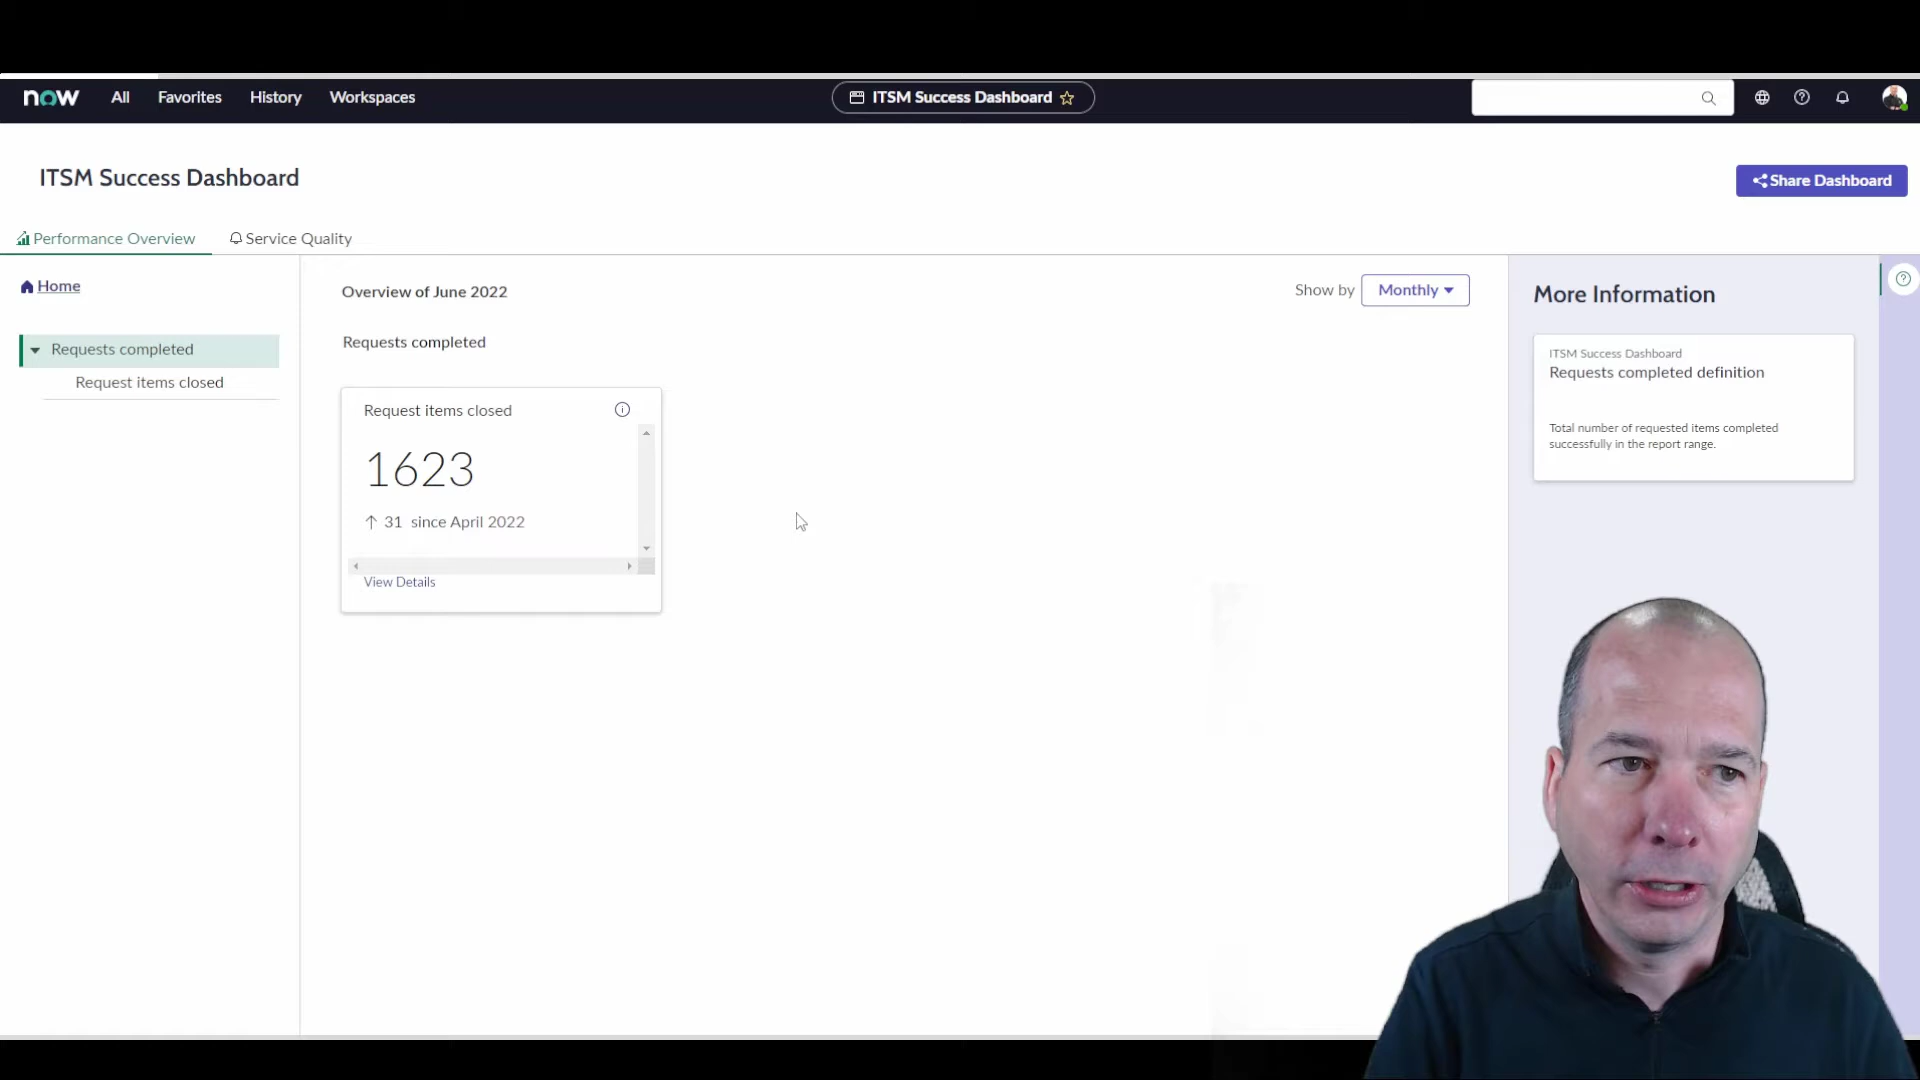 now
All
Favorites
History
Workspaces
ITSM Success Dashboard
ITSM Success Dashboard
Share Dashboard
Performance Overview
Service Quality
Home
Requests completed
Request items closed
Overview of June 2022
Show by
Monthly
Requests completed
Request items closed
1623
31 since April 2022
View Details
More Information
ITSM Success Dashboard
Requests completed definition
Total number of requested items completed
successfully in the report range.